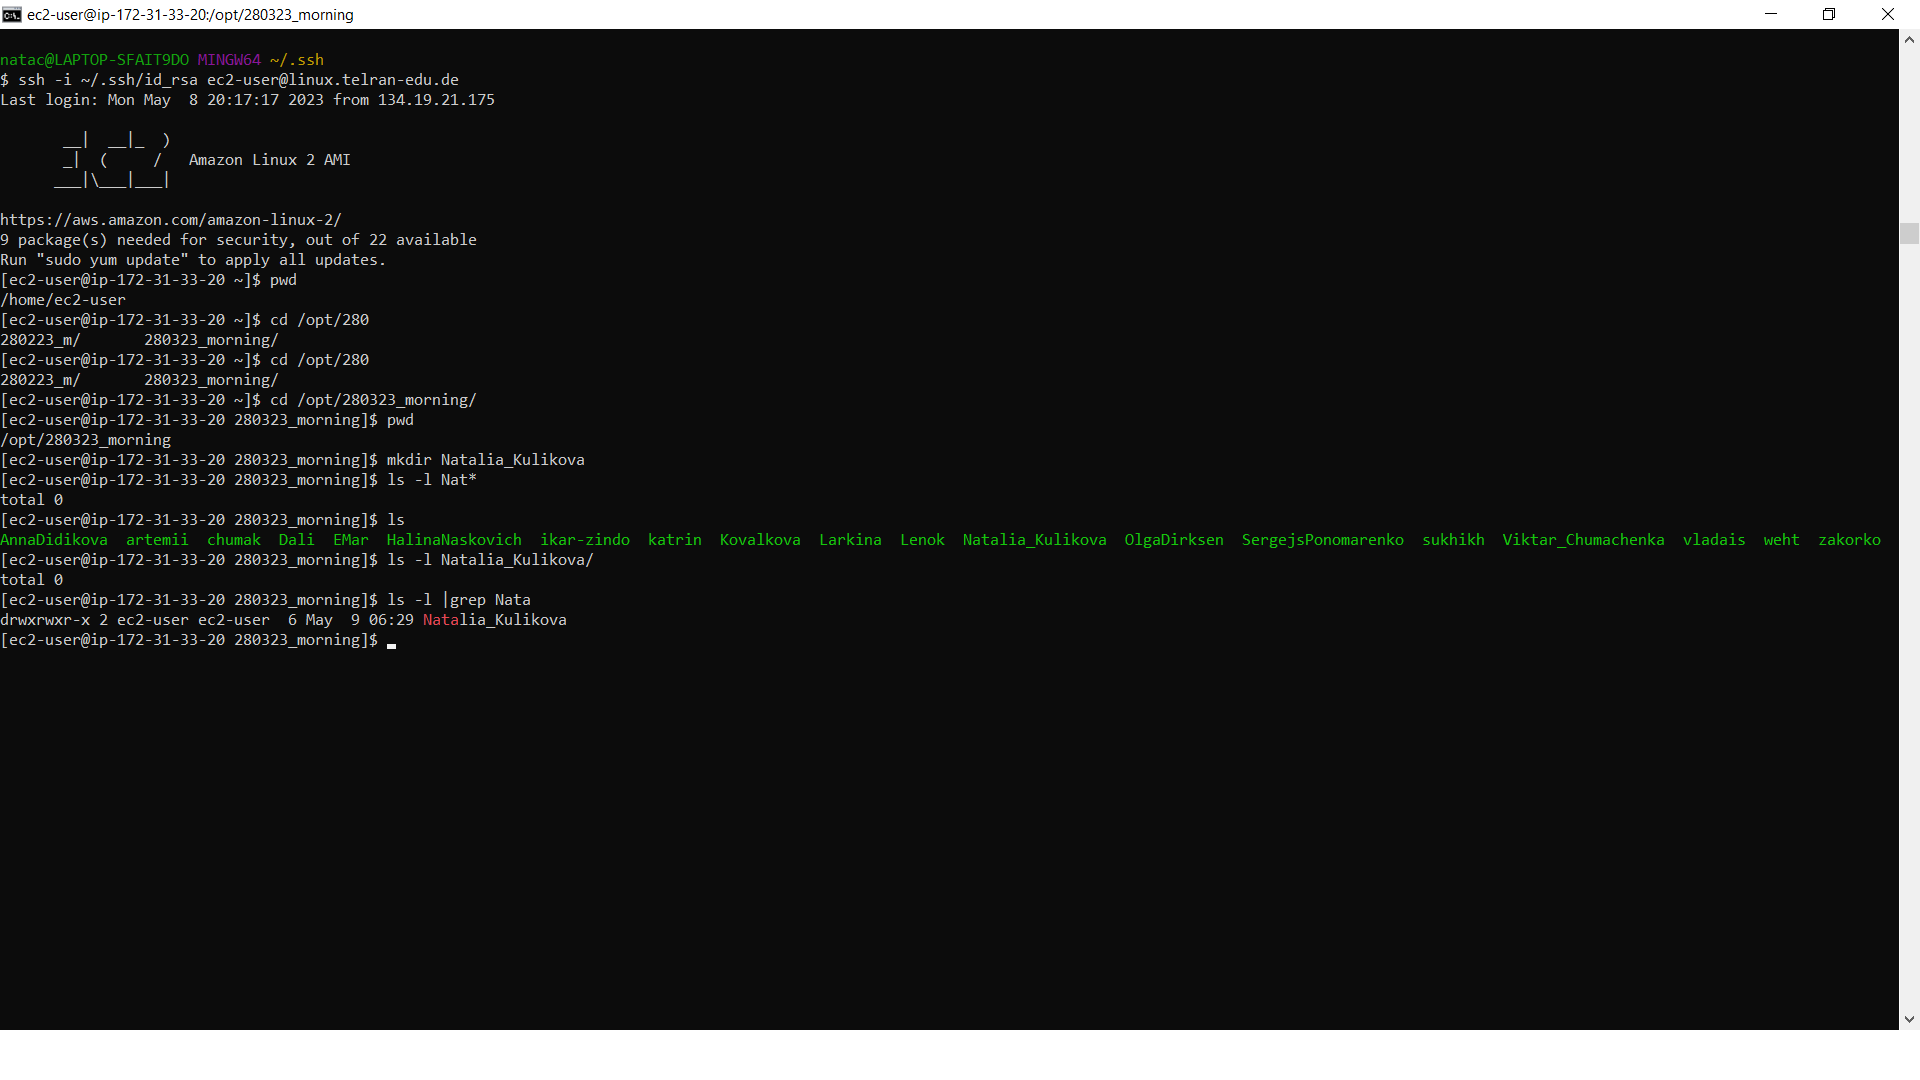 ec2-user@ip-172-31-33-20:/opt/280323_morning
natac@LAPTOP-SFAIT9DO MINGW64 ~/.ssh
$ ssh -i ~/.ssh/id_rsa ec2-user@linux.telran-edu.de
Last login: Mon May  8 20:17:17 2023 from 134.19.21.175
       __|  __|_  )
       _|  (     /   Amazon Linux 2 AMI
      ___|\___|___|
https://aws.amazon.com/amazon-linux-2/
9 package(s) needed for security, out of 22 available
Run "sudo yum update" to apply all updates.
[ec2-user@ip-172-31-33-20 ~]$ pwd
/home/ec2-user
[ec2-user@ip-172-31-33-20 ~]$ cd /opt/280
280223_m/       280323_morning/
[ec2-user@ip-172-31-33-20 ~]$ cd /opt/280
280223_m/       280323_morning/
[ec2-user@ip-172-31-33-20 ~]$ cd /opt/280323_morning/
[ec2-user@ip-172-31-33-20 280323_morning]$ pwd
/opt/280323_morning
[ec2-user@ip-172-31-33-20 280323_morning]$ mkdir Natalia_Kulikova
[ec2-user@ip-172-31-33-20 280323_morning]$ ls -l Nat*
total 0
[ec2-user@ip-172-31-33-20 280323_morning]$ ls
AnnaDidikova  artemii  chumak  Dali  EMar  HalinaNaskovich  ikar-zindo  katrin  Kovalkova  Larkina  Lenok  Natalia_Kulikova  OlgaDirksen  SergejsPonomarenko  sukhikh  Viktar_Chumachenka  vladais  weht  zakorko
[ec2-user@ip-172-31-33-20 280323_morning]$ ls -l Natalia_Kulikova/
total 0
[ec2-user@ip-172-31-33-20 280323_morning]$ ls -l |grep Nata
drwxrwxr-x 2 ec2-user ec2-user  6 May  9 06:29 Natalia_Kulikova
[ec2-user@ip-172-31-33-20 280323_morning]$